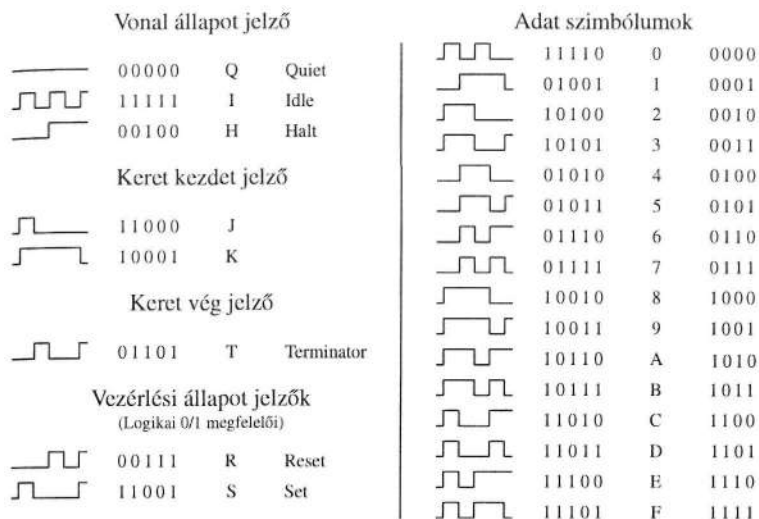 Vonal állapot jelző
00000 Q Quiet
11111 I Idle
00100 H Halt
Keret kezdet jelző
11000 J
10001 K
Keret vég jelző
01101 T Terminator
Vezérlési állapot jelzők
(Logikai 0/1 megfelelői)
00111 R Reset
11001 S Set
Adat szimbólumok
11110 0 0000
01001 1 0001
10100 2 0010
10101 3 0011
01010 4 0100
01011 5 0101
01110 6 0110
01111 7 0111
10010 8 1000
10011 9 1001
10110 A 1010
10111 B 1011
11010 C 1100
11011 D 1101
11100 E 1110
11101 F 1111